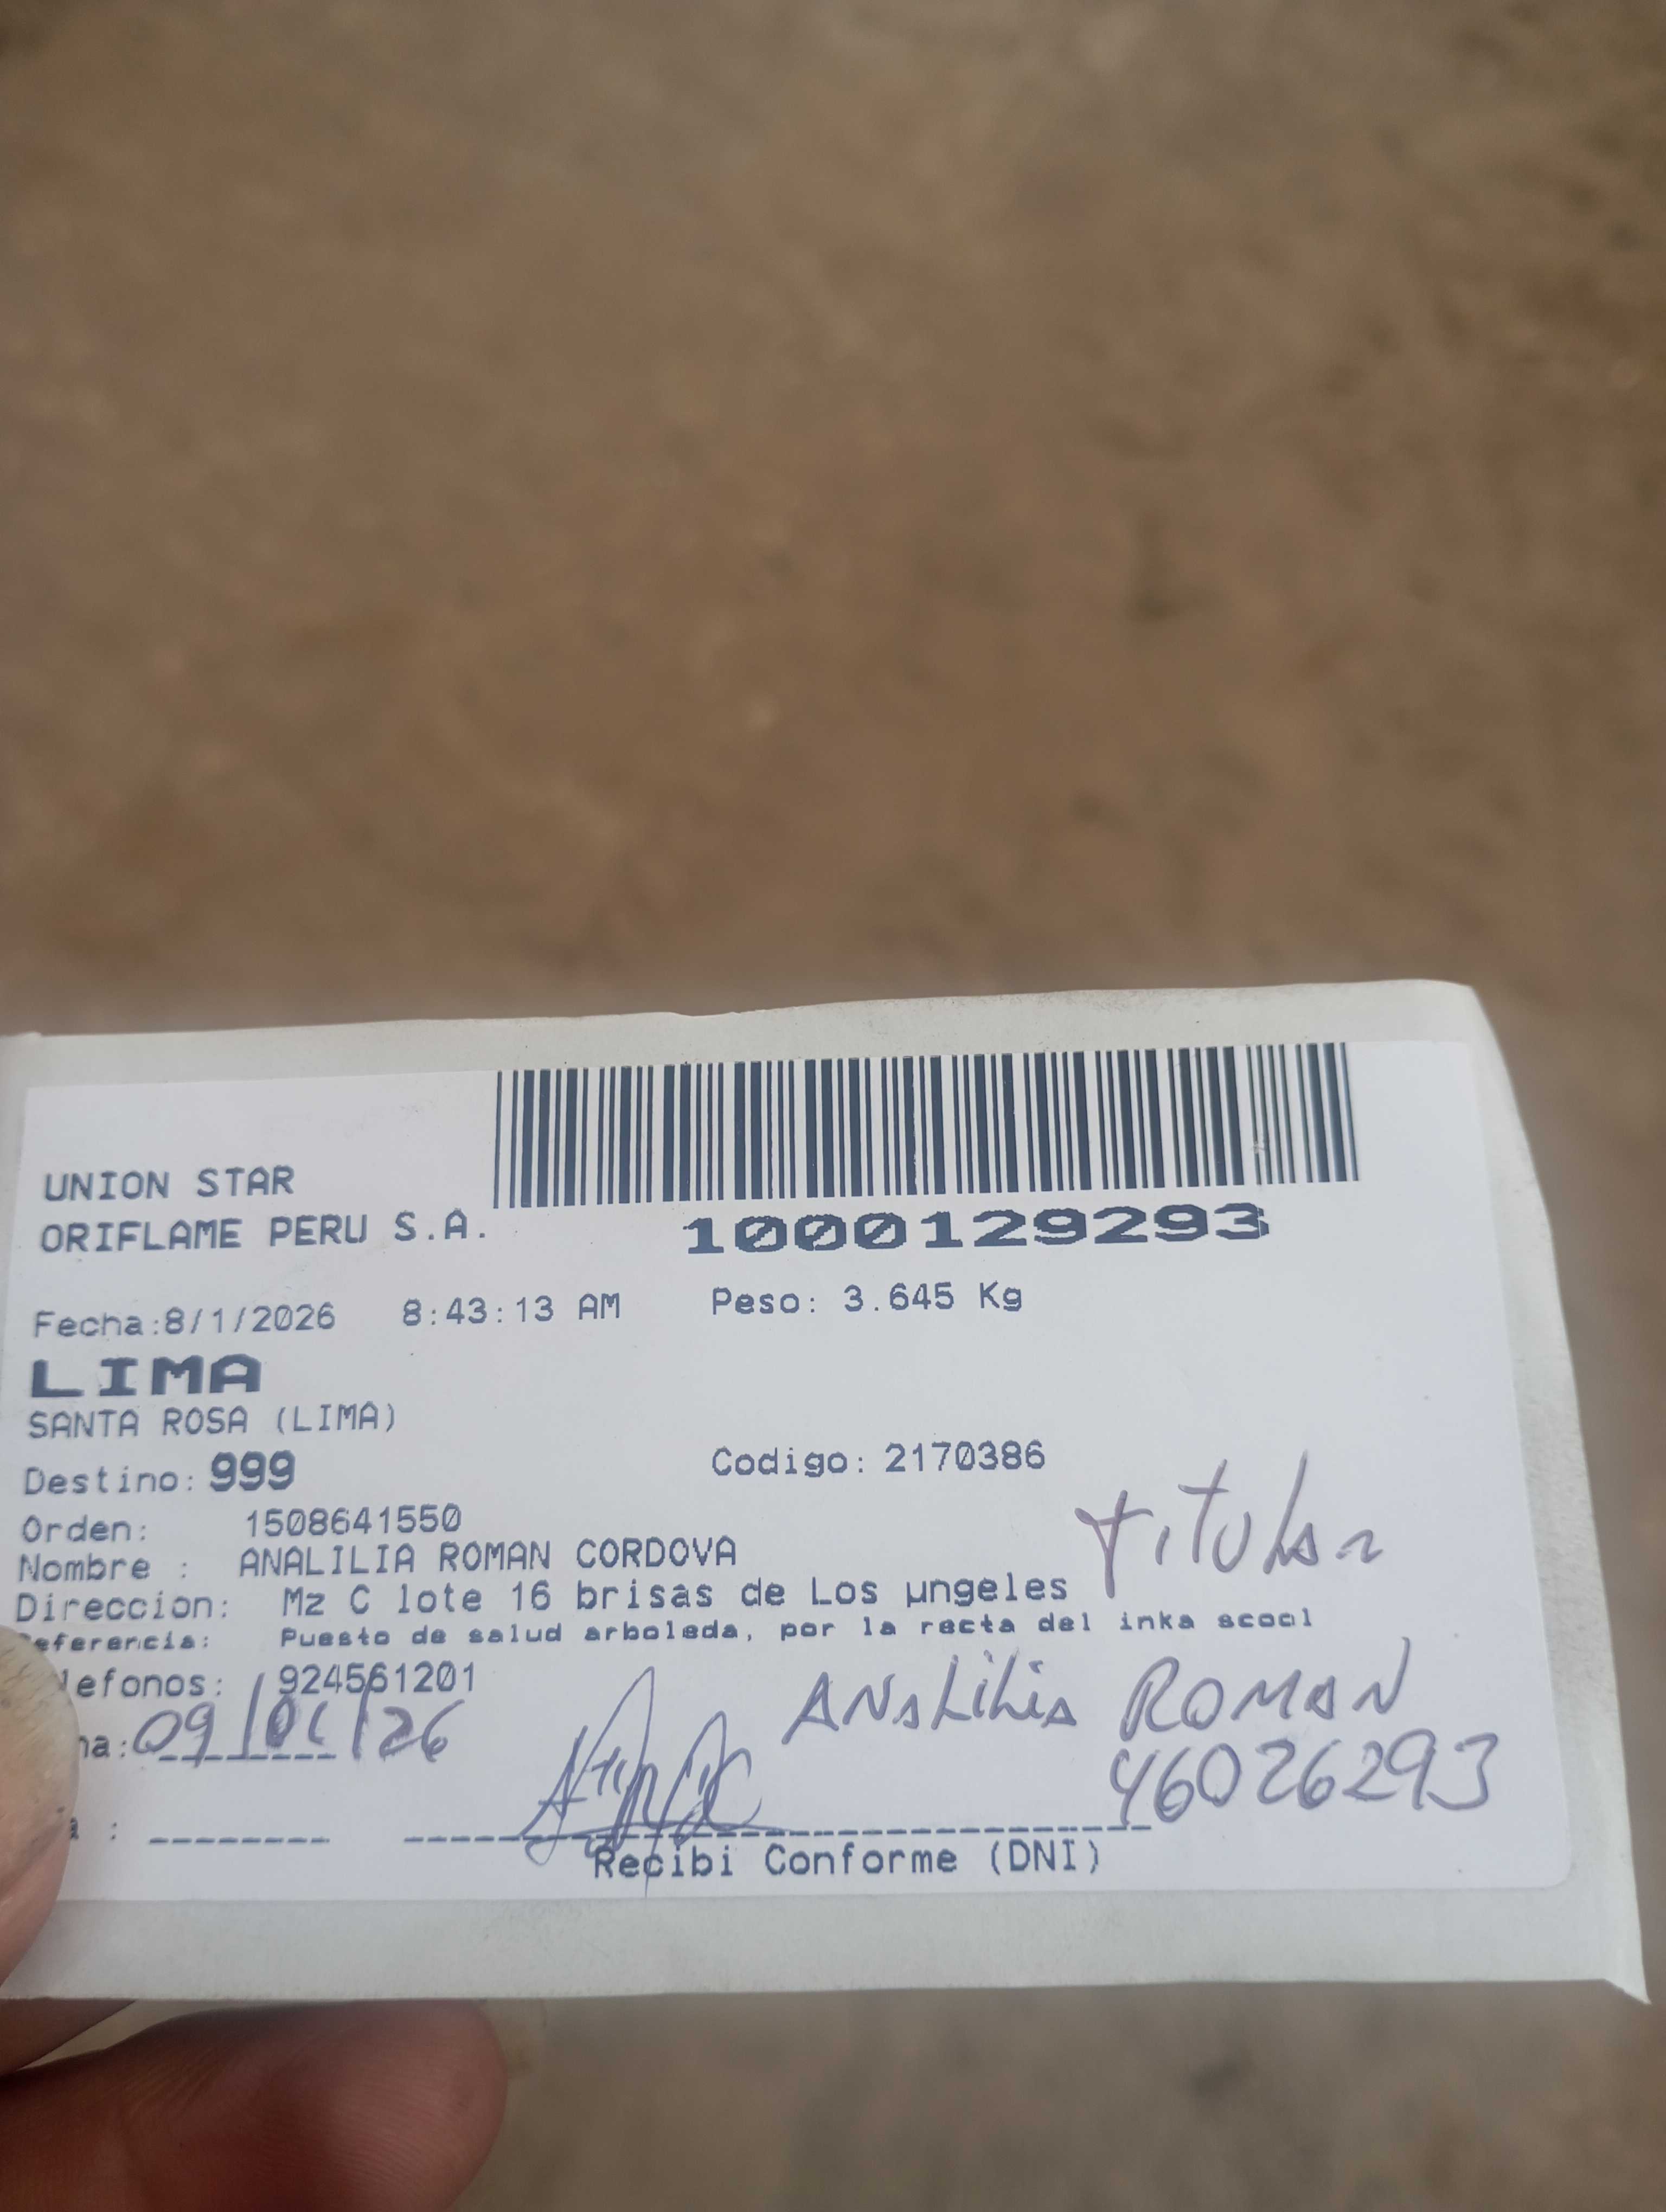 UNION STAR
ORIFLAME PERU S.A.
1000129293
Fecha:8/1/2026 8:43:13 AM Peso: 3.645 Kg
LIMA
SANTA ROSA (LIMA)
Destino: 999 Codigo: 2170386
Orden: 1508641550
titular
Nombre : ANALILIA ROMAN CORDOVA
Direccion: Mz C lote 16 brisas de Los µngeles
eferencia: Puesto de salud arboleda, por la recta del inka scool
lefonos: 924561201
ANALiLiA ROMAN
ha: 09/01/26
46026293
a :
Recibi Conforme (DNI)